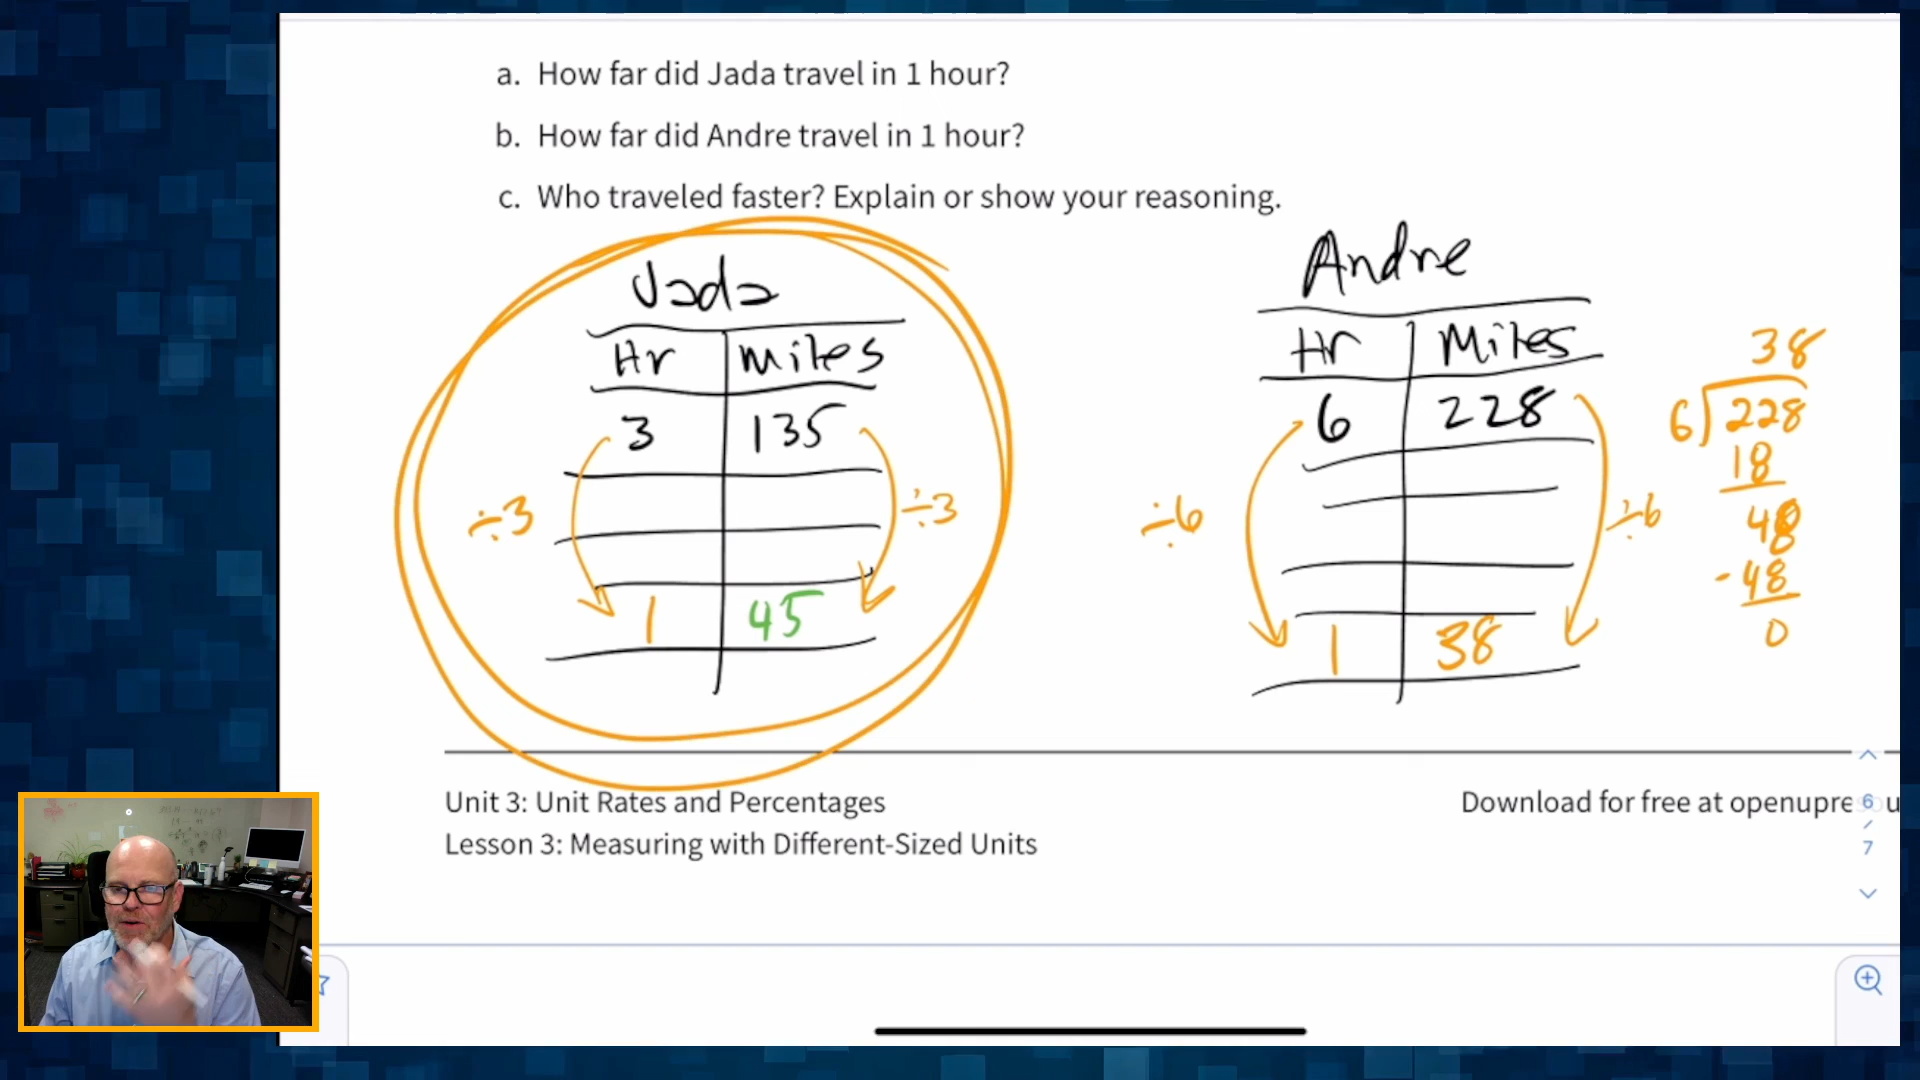 a. How far did Jada travel in 1 hour?
b. How far did Andre travel in 1 hour?
c. Who traveled faster? Explain or show your reasoning.
Jada
Hr Miles
3 135
÷3 ÷3
1 45
Andre
Hr Miles
6 228
÷6 ÷6
1 38
38
6 228
18
48
-48
0
Unit 3: Unit Rates and Percentages
Lesson 3: Measuring with Different-Sized Units
Download for free at openupre
6
7